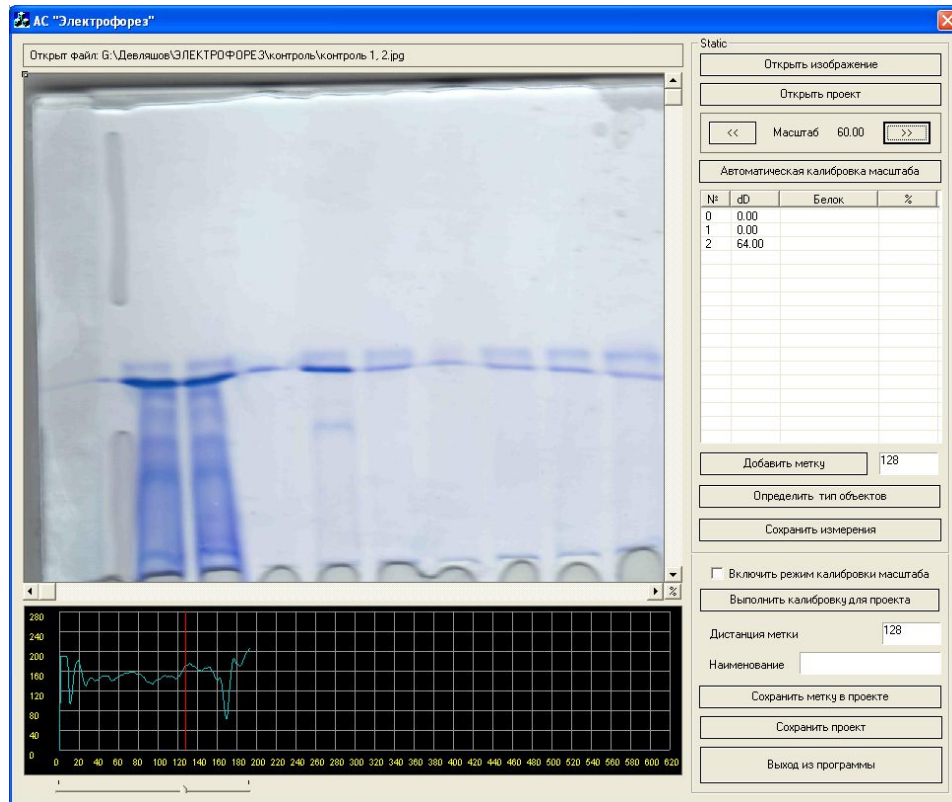 АС "Электрофорез"
Открыт файл: G:\Девляшов\ЭЛЕКТРОФОРЕЗ\контроль\контроль 1, 2.jpg
Static
Открыть изображение
Открыть проект
<< Масштаб 60.00 >>
Автоматическая калибровка масштаба
№ dD Белок %
0 0.00
1 0.00
2 64.00
Добавить метку 128
Определить тип объектов
Сохранить измерения
%
Включить режим калибровки масштаба
Выполнить калибровку для проекта
Дистанция метки 128
Наименование
Сохранить метку в проекте
Сохранить проект
Выход из программы
280
240
200
160
120
80
40
0
0 20 40 60 80 100 120 140 160 180 200 220 240 260 280 300 320 340 360 380 400 420 440 460 480 500 520 540 560 580 600 620